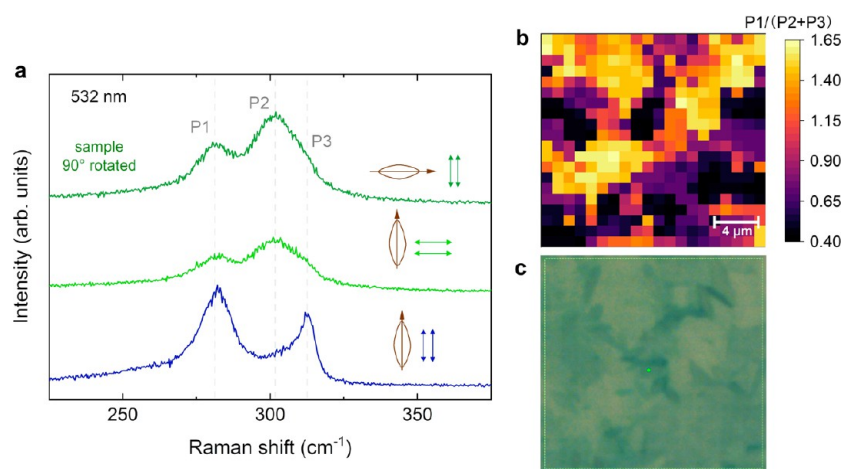 a
532 nm
P1
P2
P3
sample
90° rotated
Intensity (arb. units)
250
300
350
Raman shift (cm⁻¹)
b
P1/(P2+P3)
1.65
1.40
1.15
0.90
0.65
0.40
4 μm
c